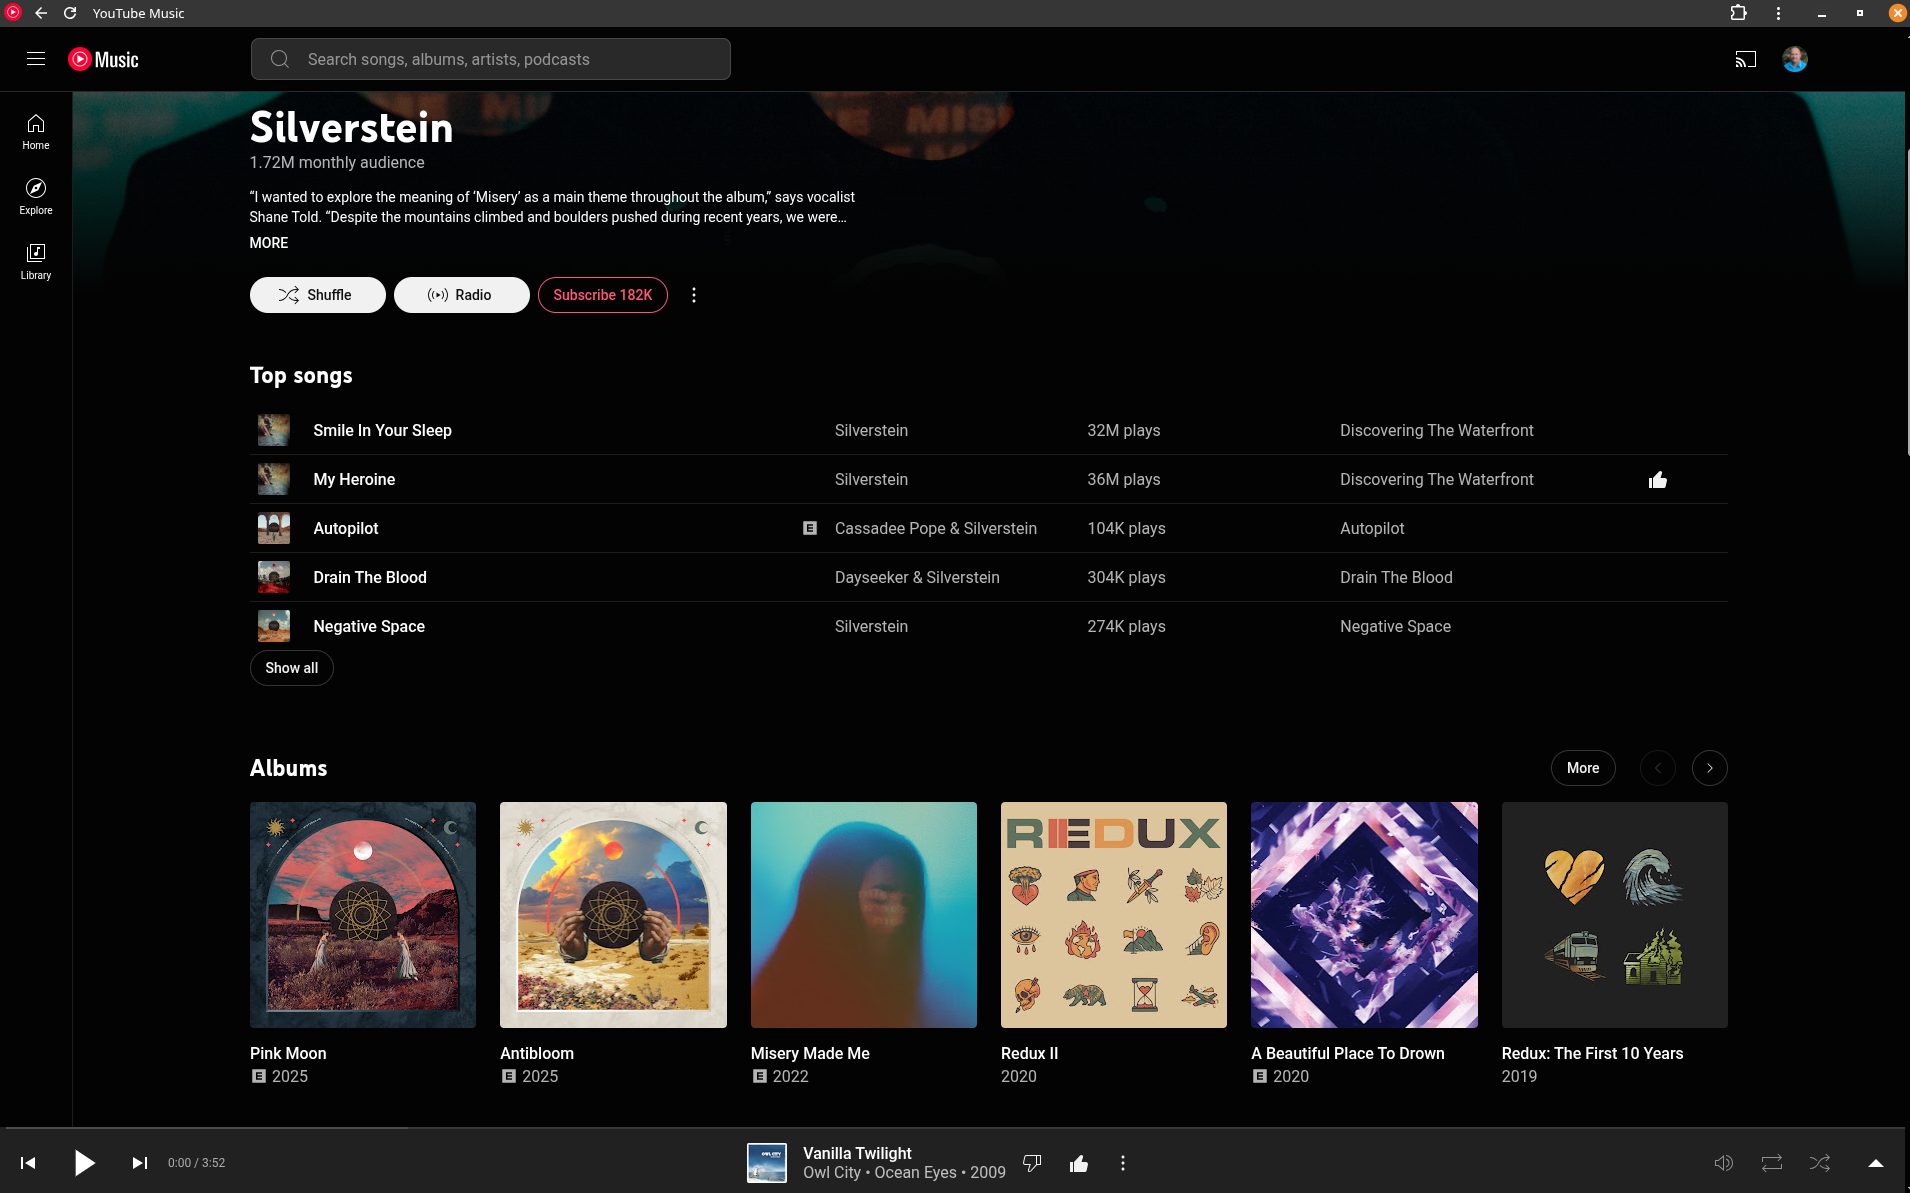 YouTube Music
Music
Search songs, albums, artists, podcasts
Home
Explore
Library
Silverstein
1.72M monthly audience
“I wanted to explore the meaning of ‘Misery’ as a main theme throughout the album,” says vocalist
Shane Told. “Despite the mountains climbed and boulders pushed during recent years, we were…
MORE
Shuffle
Radio
Subscribe 182K
Top songs
Smile In Your Sleep Silverstein 32M plays Discovering The Waterfront
My Heroine Silverstein 36M plays Discovering The Waterfront
Autopilot E Cassadee Pope & Silverstein 104K plays Autopilot
Drain The Blood Dayseeker & Silverstein 304K plays Drain The Blood
Negative Space Silverstein 274K plays Negative Space
Show all
Albums
More
REDUX
Pink Moon
E 2025
Antibloom
E 2025
Misery Made Me
E 2022
Redux II
2020
A Beautiful Place To Drown
E 2020
Redux: The First 10 Years
2019
0:00 / 3:52
OWL CITY
Vanilla Twilight
Owl City • Ocean Eyes • 2009